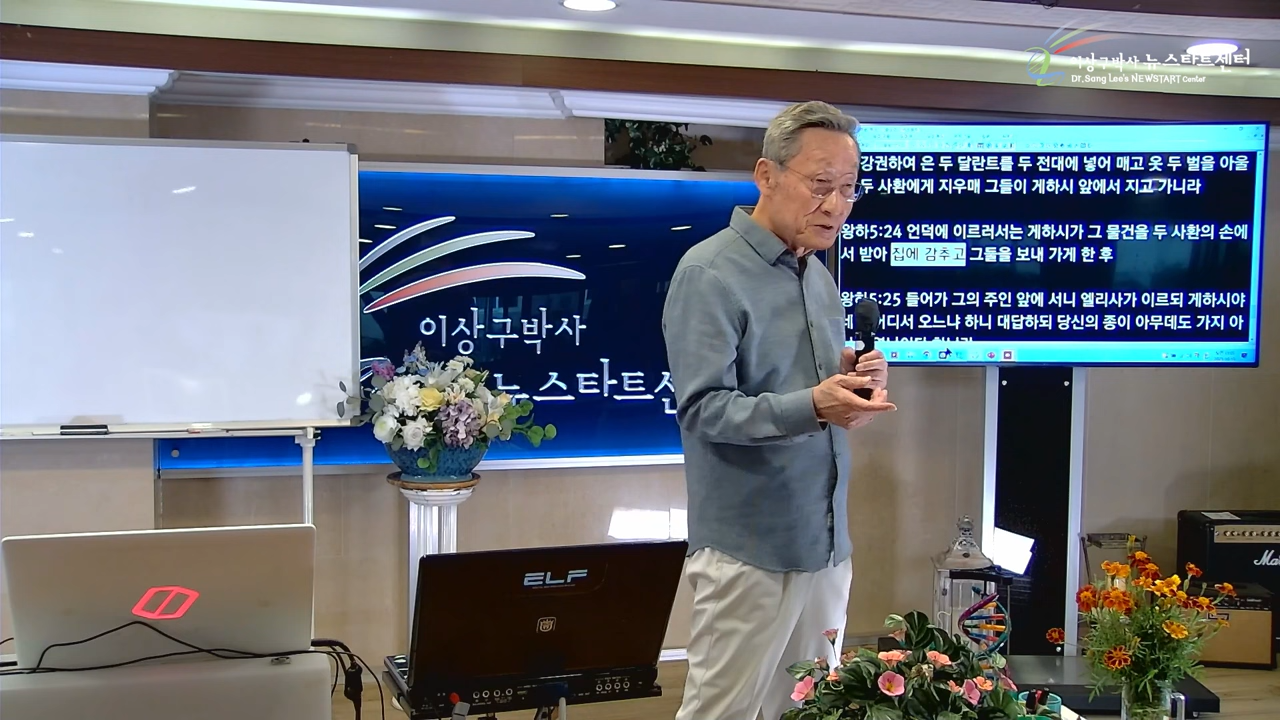 이상구박사 뉴스타트센터
Dr.Sang Lee's NEWSTART Center
강권하여 은 두 달란트를 두 전대에 넣어 매고 옷 두 벌을 아울
두 사환에게 지우매 그들이 게하시 앞에서 지고 가니라
왕하5:24 언덕에 이르러서는 게하시가 그 물건을 두 사환의 손에
서 받아 집에 감추고 그들을 보내 가게 한 후
왕하5:25 들어가 그의 주인 앞에 서니 엘리사가 이르되 게하시야
어디서 오느냐 하니 대답하되 당신의 종이 아무데도 가지 아
이상구박사
뉴스타트센
ELF